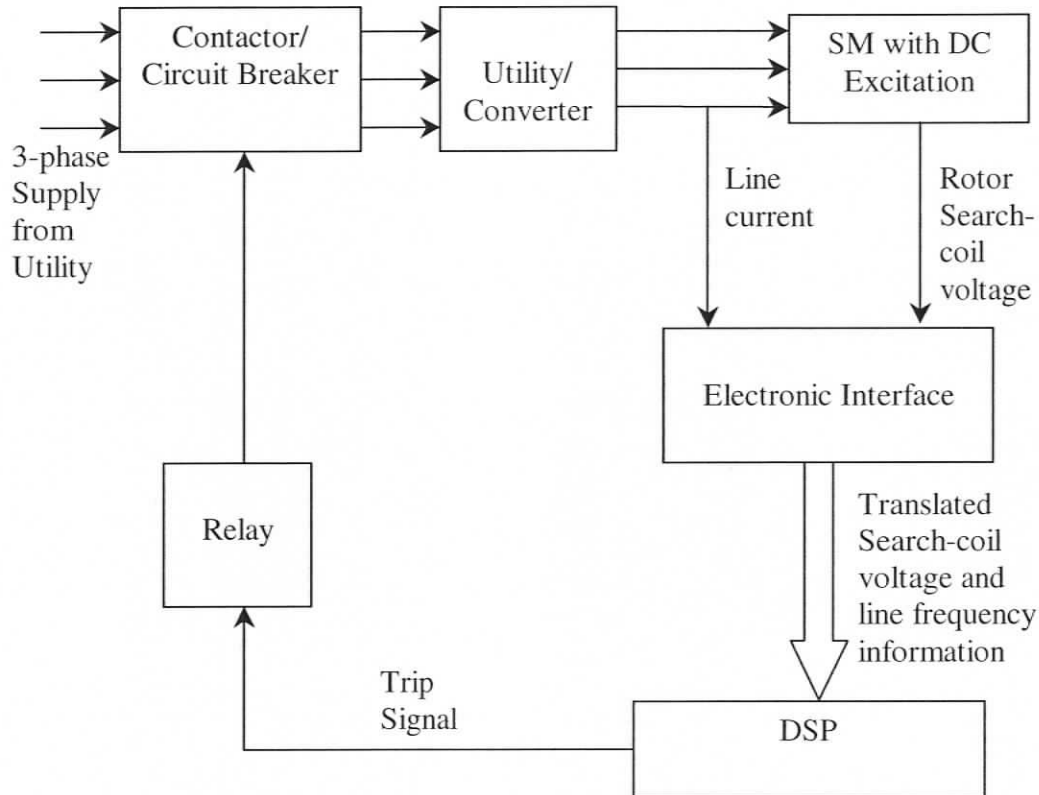 Contactor/
Circuit Breaker
Utility/
Converter
SM with DC
Excitation
3-phase
Supply
from
Utility
Line
current
Rotor
Search-
coil
voltage
Electronic Interface
Relay
Translated
Search-coil
voltage and
line frequency
information
Trip
Signal
DSP